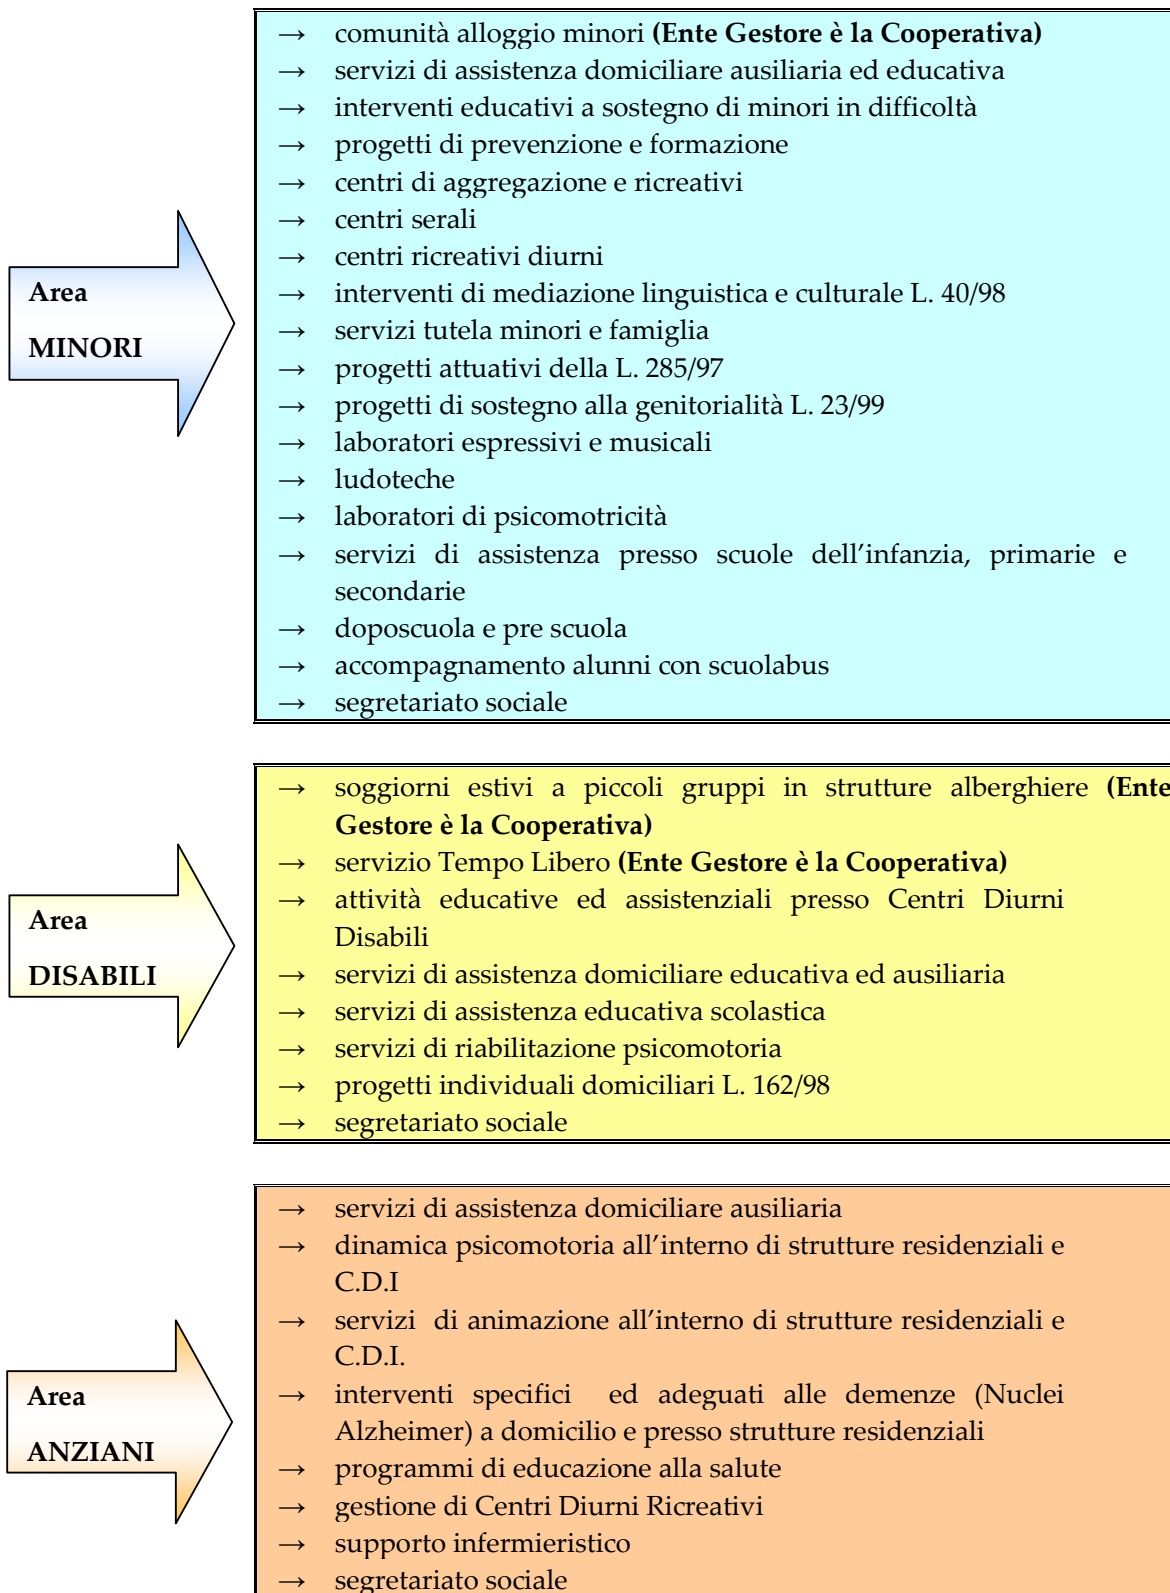 → comunità alloggio minori (Ente Gestore è la Cooperativa)
→ servizi di assistenza domiciliare ausiliaria ed educativa
→ interventi educativi a sostegno di minori in difficoltà
→ progetti di prevenzione e formazione
→ centri di aggregazione e ricreativi
→ centri serali
→ centri ricreativi diurni
→ interventi di mediazione linguistica e culturale L. 40/98
→ servizi tutela minori e famiglia
→ progetti attuativi della L. 285/97
→ progetti di sostegno alla genitorialità L. 23/99
→ laboratori espressivi e musicali
→ ludoteche
→ laboratori di psicomotricità
→ servizi di assistenza presso scuole dell’infanzia, primarie e
secondarie
→ doposcuola e pre scuola
→ accompagnamento alunni con scuolabus
→ segretariato sociale
Area
MINORI
→ soggiorni estivi a piccoli gruppi in strutture alberghiere (Ente
Gestore è la Cooperativa)
→ servizio Tempo Libero (Ente Gestore è la Cooperativa)
→ attività educative ed assistenziali presso Centri Diurni
Disabili
→ servizi di assistenza domiciliare educativa ed ausiliaria
→ servizi di assistenza educativa scolastica
→ servizi di riabilitazione psicomotoria
→ progetti individuali domiciliari L. 162/98
→ segretariato sociale
Area
DISABILI
→ servizi di assistenza domiciliare ausiliaria
→ dinamica psicomotoria all’interno di strutture residenziali e
C.D.I
→ servizi di animazione all’interno di strutture residenziali e
C.D.I.
→ interventi specifici ed adeguati alle demenze (Nuclei
Alzheimer) a domicilio e presso strutture residenziali
→ programmi di educazione alla salute
→ gestione di Centri Diurni Ricreativi
→ supporto infermieristico
→ segretariato sociale
Area
ANZIANI